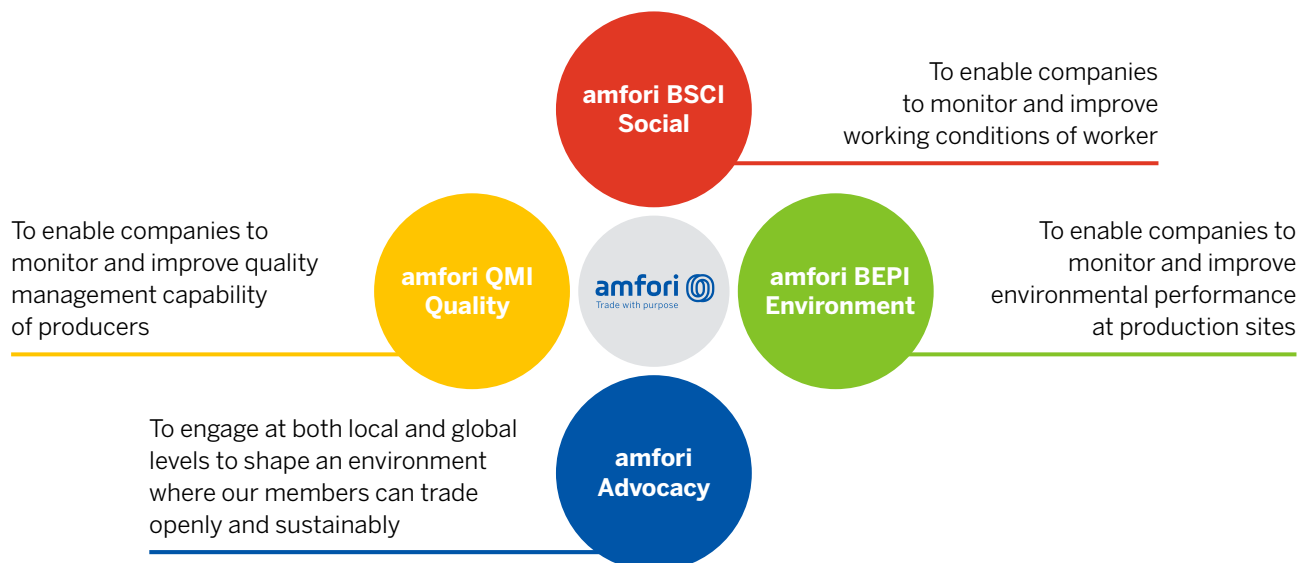 amfori BSCI
Social
To enable companies
to monitor and improve
working conditions of worker
To enable companies to
monitor and improve quality
management capability
of producers
amfori QMI
Quality
amfori
Trade with purpose
amfori BEPI
Environment
To enable companies to
monitor and improve
environmental performance
at production sites
To engage at both local and global
levels to shape an environment
where our members can trade
openly and sustainably
amfori
Advocacy